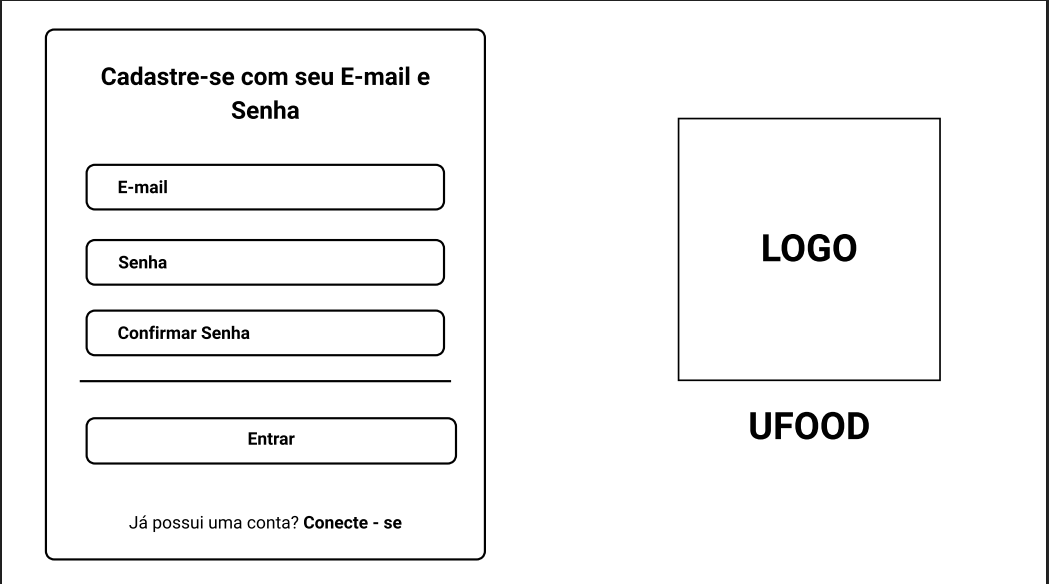 Cadastre-se com seu E-mail e
Senha
E-mail
Senha
Confirmar Senha
Entrar
Já possui uma conta? Conecte - se
LOGO
UFOOD